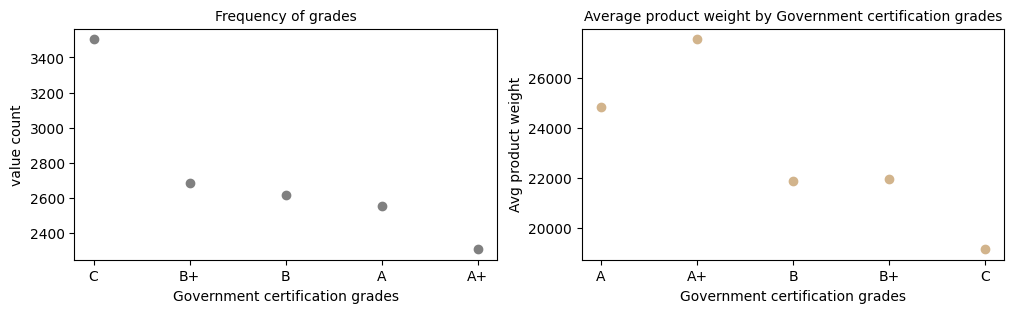 Frequency of grades
value count
3400
3200
3000
2800
2600
2400
C B+ B A A+
Government certification grades
Average product weight by Government certification grades
Avg product weight
26000
24000
22000
20000
A A+ B B+ C
Government certification grades